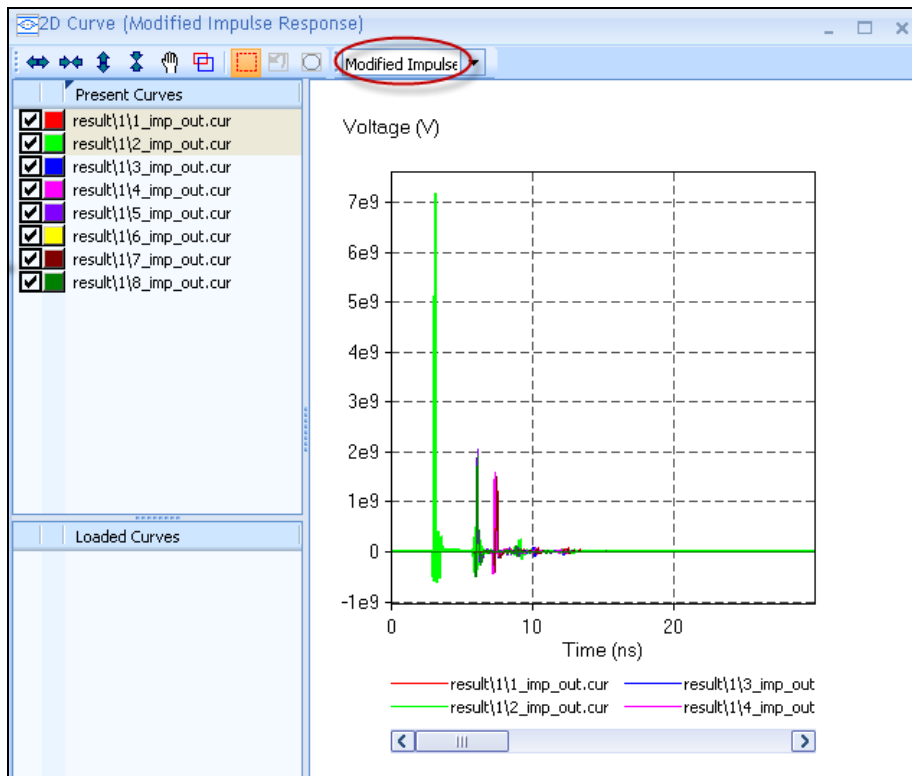 2D Curve (Modified Impulse Response)
Modified Impulse
Present Curves
result\1\1_imp_out.cur
result\1\2_imp_out.cur
result\1\3_imp_out.cur
result\1\4_imp_out.cur
result\1\5_imp_out.cur
result\1\6_imp_out.cur
result\1\7_imp_out.cur
result\1\8_imp_out.cur
Loaded Curves
Voltage (V)
7e9
6e9
5e9
4e9
3e9
2e9
1e9
0
-1e9
0 10 20
Time (ns)
result\1\1_imp_out.cur result\1\3_imp_out
result\1\2_imp_out.cur result\1\4_imp_out